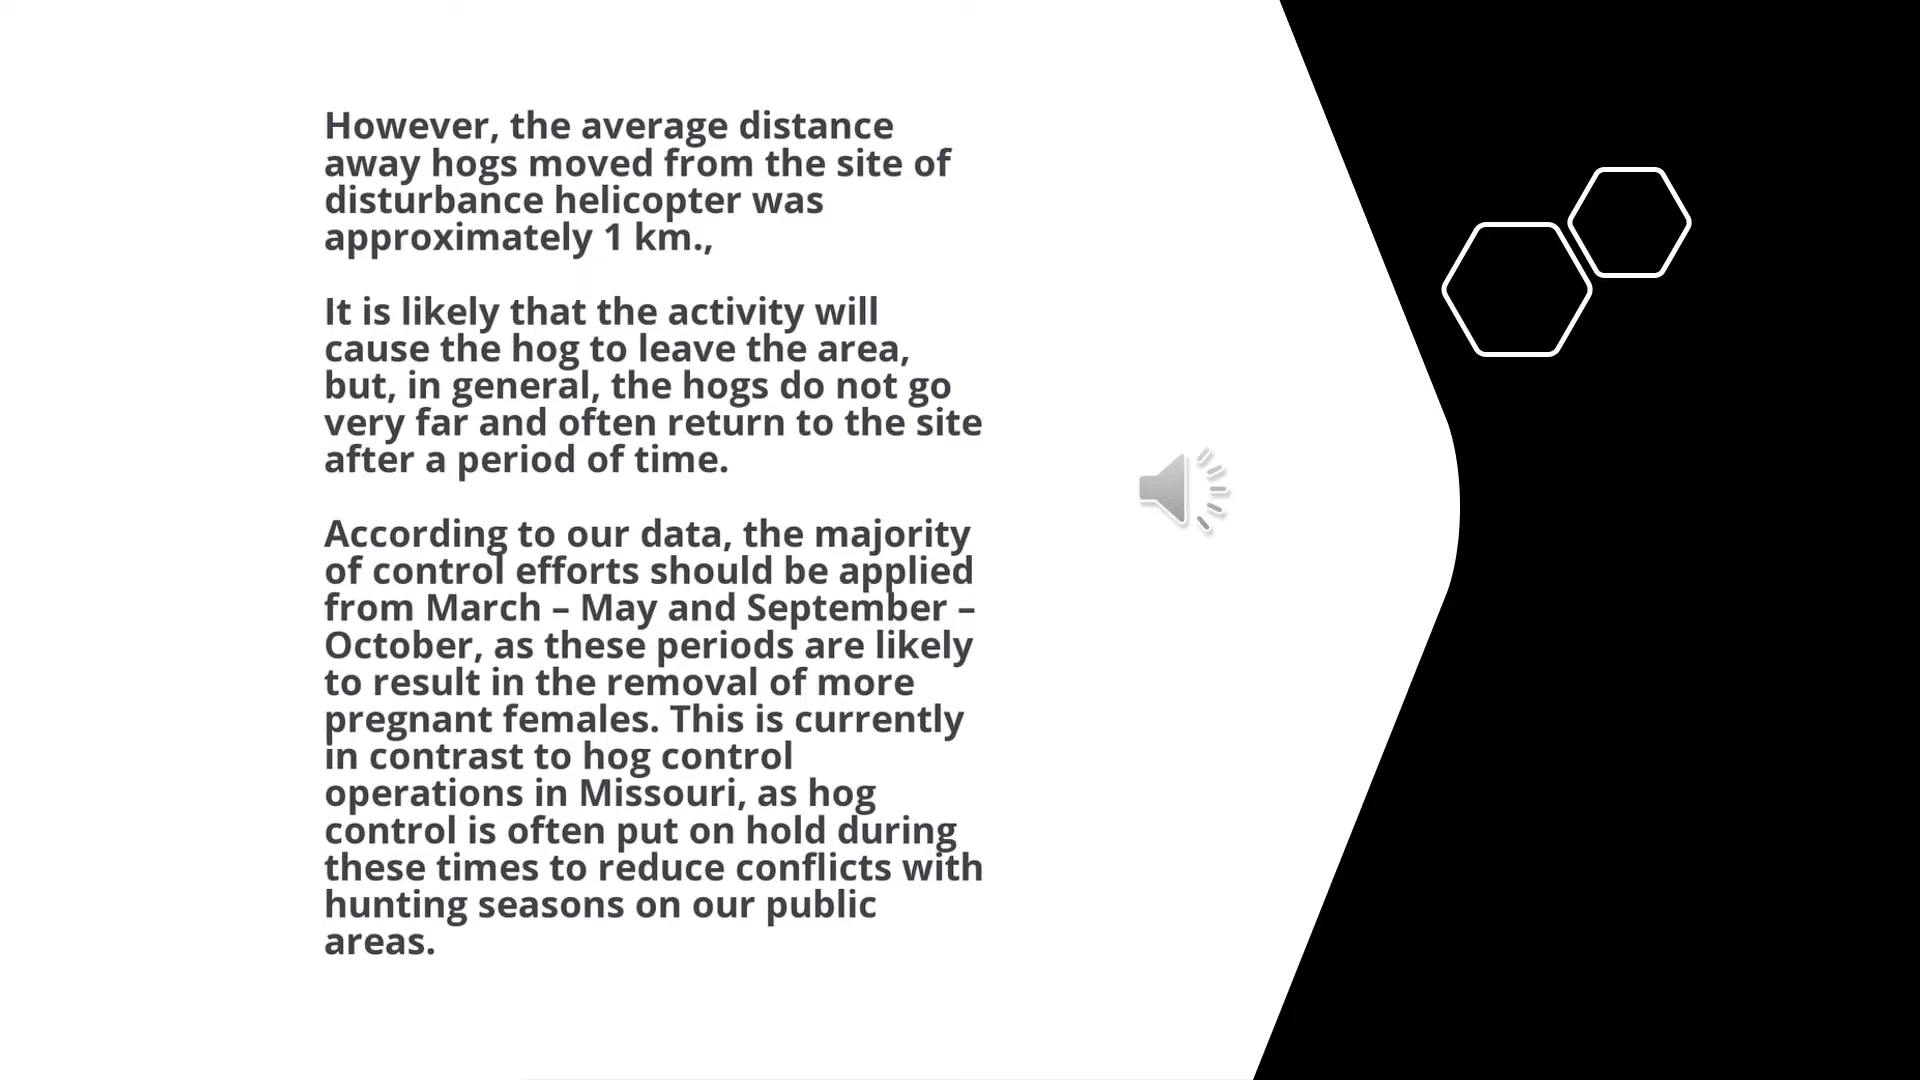 However, the average distance
away hogs moved from the site of
disturbance helicopter was
approximately 1 km.,
It is likely that the activity will
cause the hog to leave the area,
but, in general, the hogs do not go
very far and often return to the site
after a period of time.
According to our data, the majority
of control efforts should be applied
from March – May and September –
October, as these periods are likely
to result in the removal of more
pregnant females. This is currently
in contrast to hog control
operations in Missouri, as hog
control is often put on hold during
these times to reduce conflicts with
hunting seasons on our public
areas.